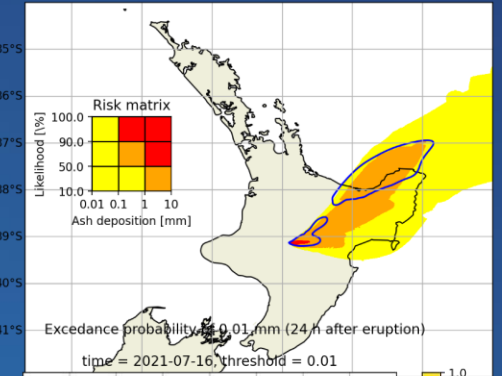 35°S
36°S
37°S
38°S
39°S
40°S
41°S
Risk matrix
Likelihood [\%]
100.0
90.0
50.0
10.0
0.01 0.1 1 10
Ash deposition [mm]
Excedance probability of 0.01 mm (24 h after eruption)
time = 2021-07-16, threshold = 0.01
1.0